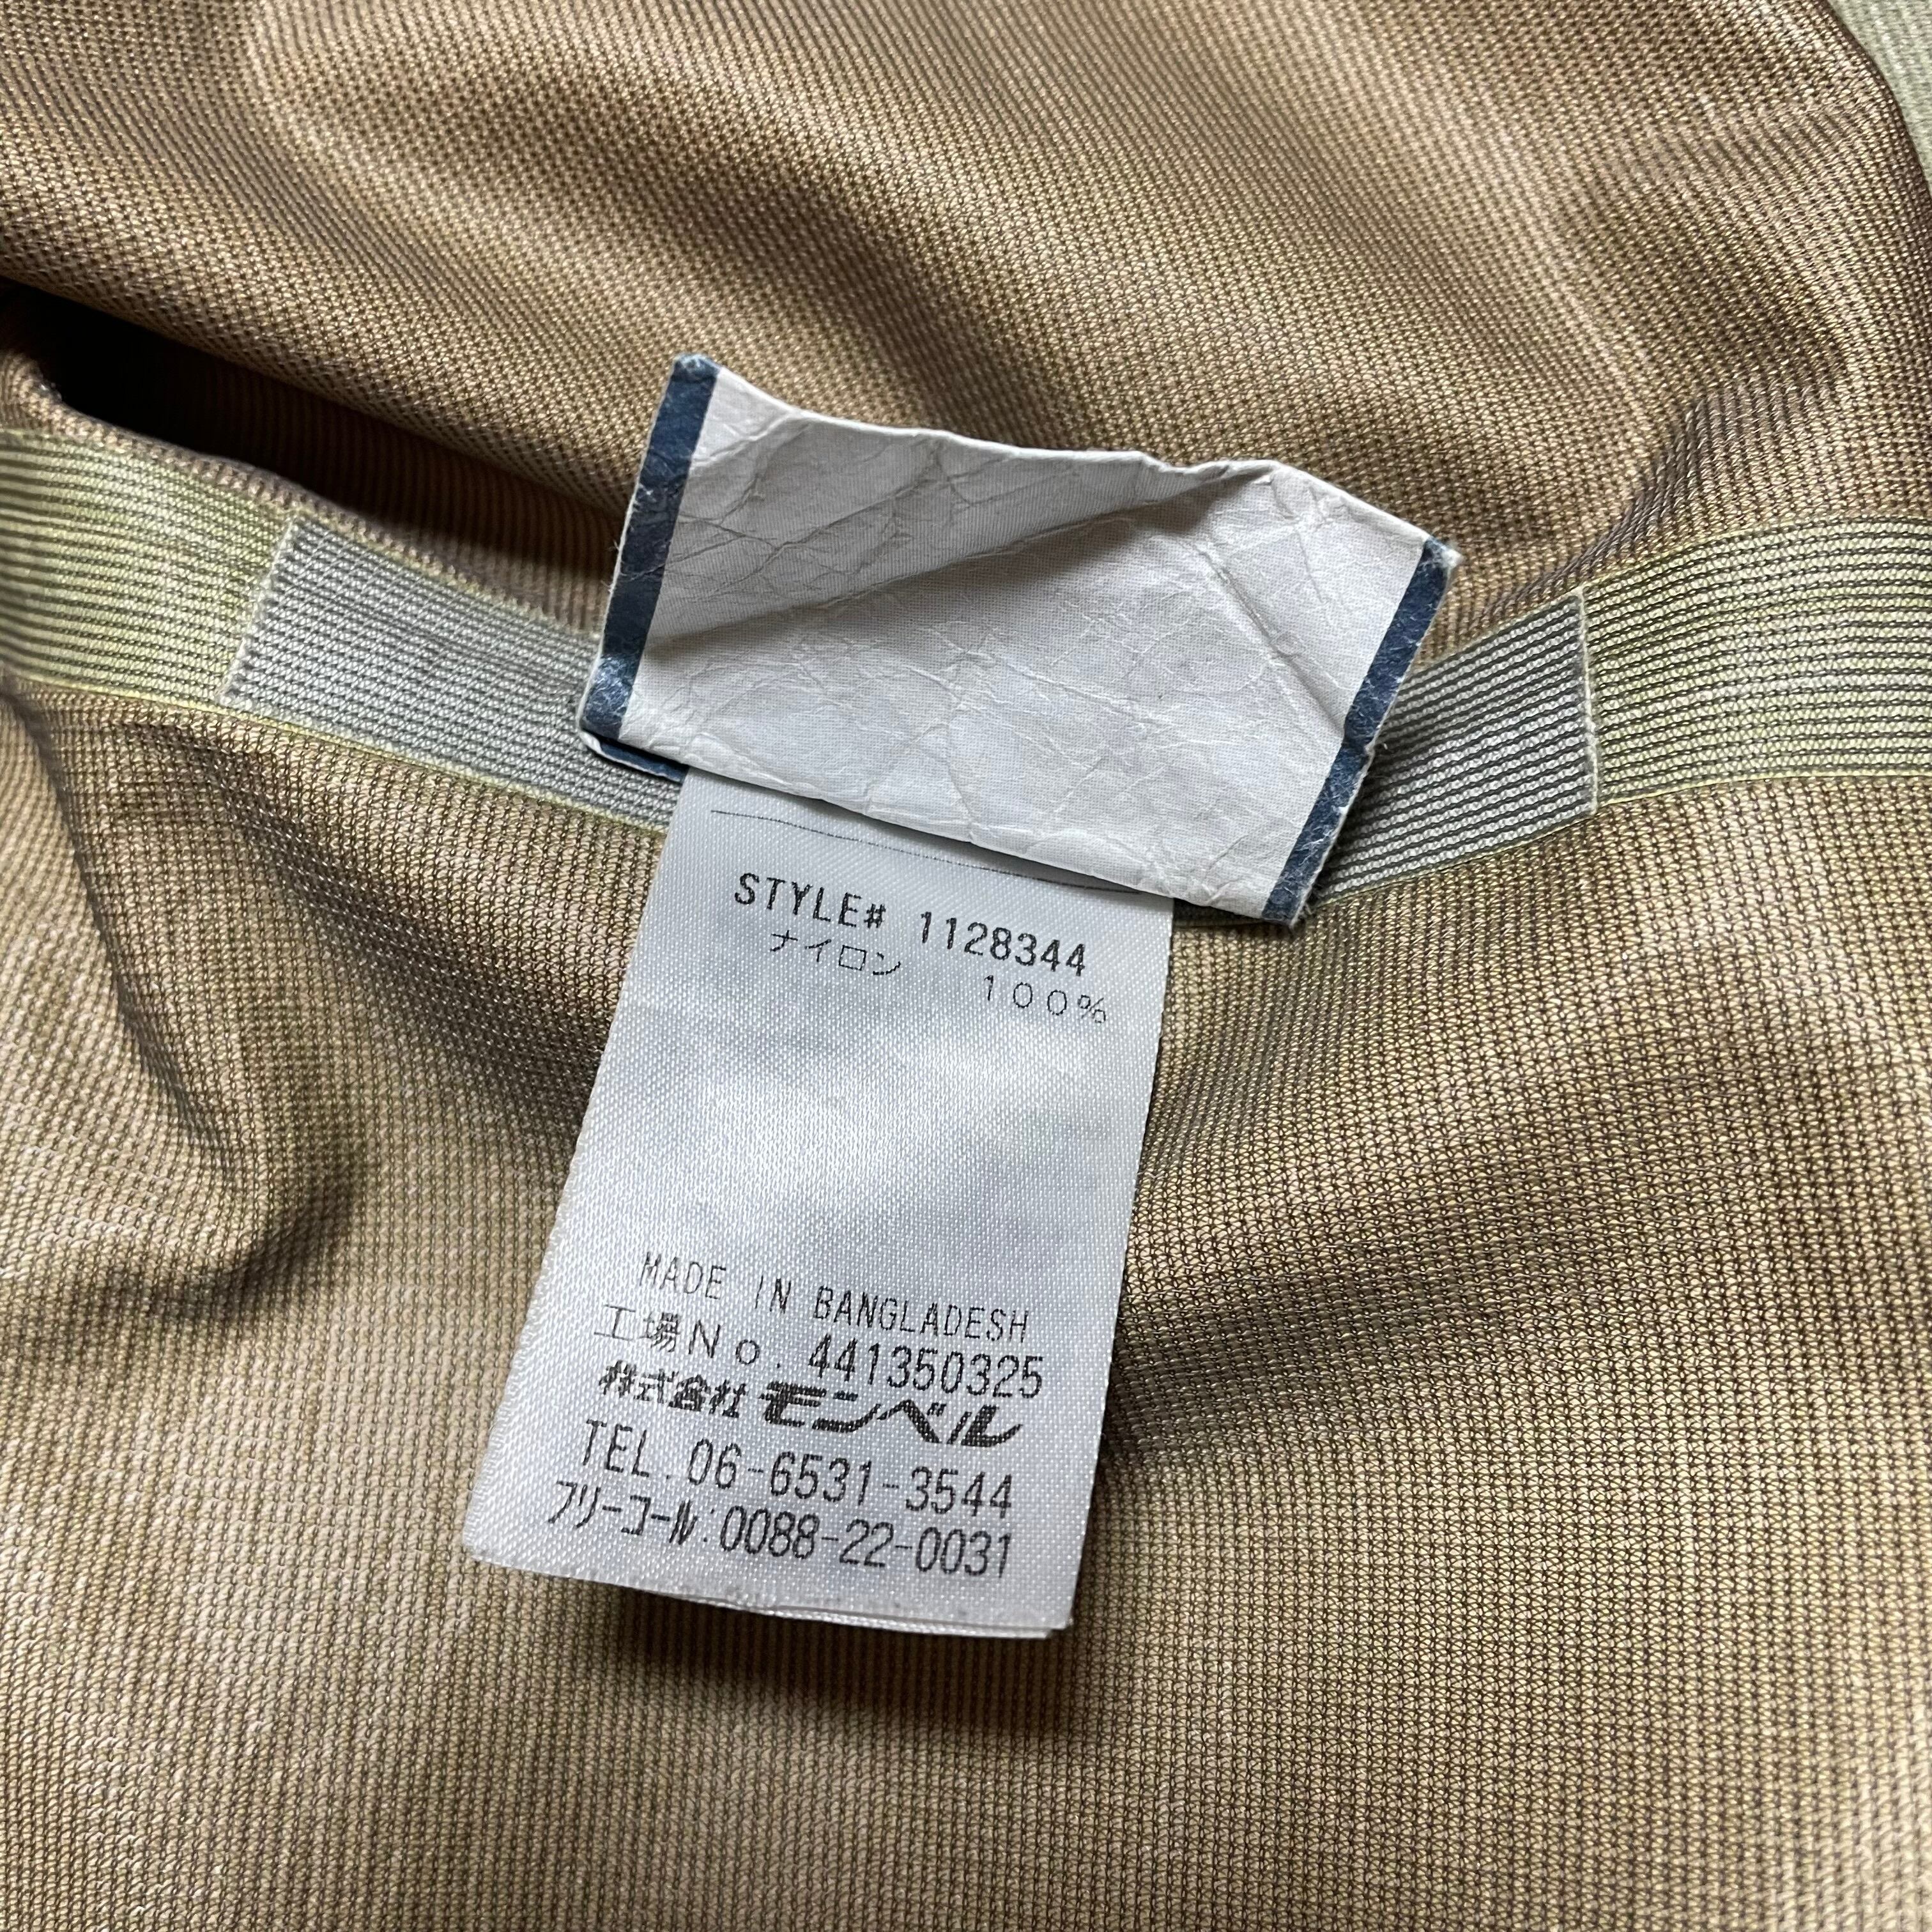 STYLE# 1128344
ナイロン 100%
MADE IN BANGLADESH
工場No. 441350325
株式会社モンベル
TEL.06-6531-3544
フリーコール:0088-22-0031